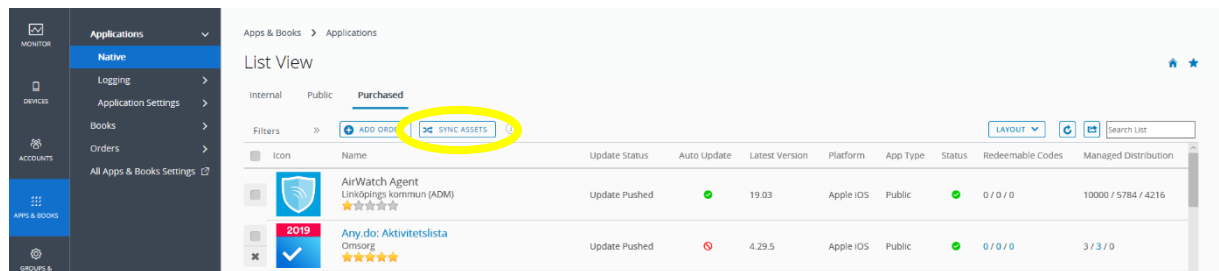 MONITOR
DEVICES
ACCOUNTS
APPS & BOOKS
GROUPS &
Applications
Native
Logging
Application Settings
Books
Orders
All Apps & Books Settings
Apps & Books > Applications
List View
Internal Public Purchased
Filters » ADD ORDE SYNC ASSETS LAYOUT Search List
Icon Name Update Status Auto Update Latest Version Platform App Type Status Redeemable Codes Managed Distribution
AirWatch Agent
Linköpings kommun (ADM)
Update Pushed 19.03 Apple iOS Public 0 / 0 / 0 10000 / 5784 / 4216
2019
Any.do: Aktivitetslista
Omsorg
Update Pushed 4.29.5 Apple iOS Public 0 / 0 / 0 3 / 3 / 0